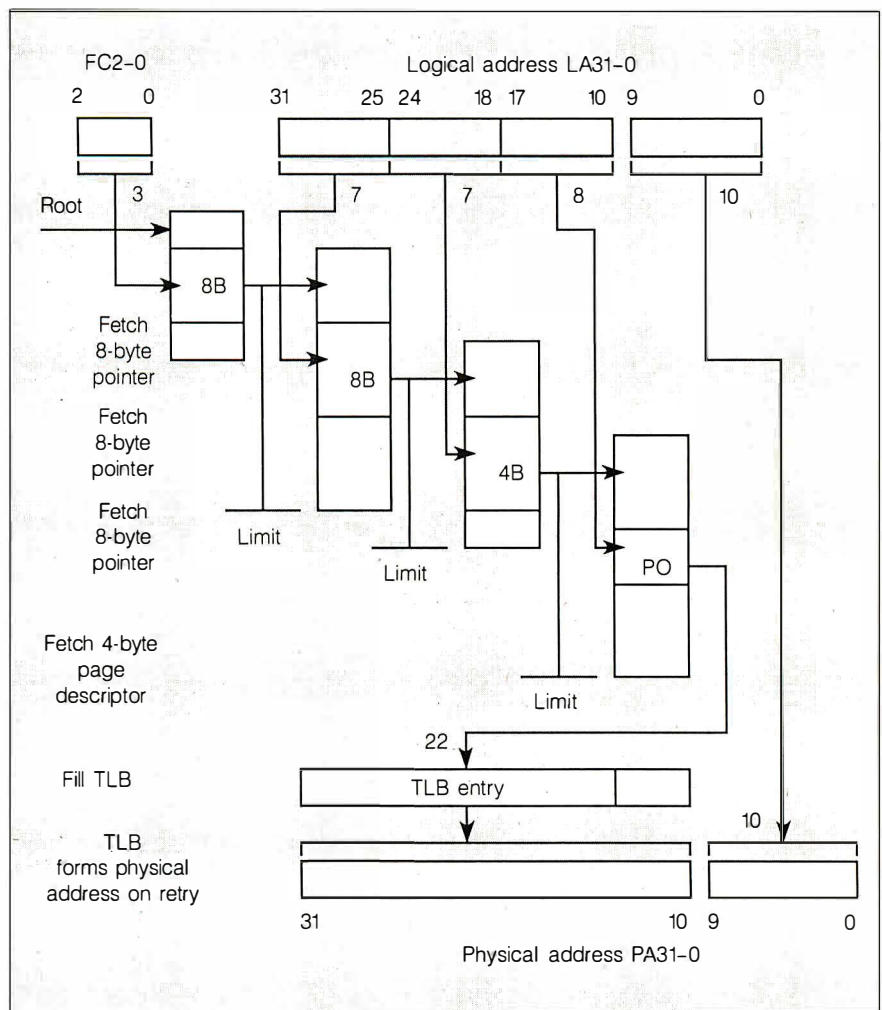 FC2-0
Logical address LA31-0
2 0 31 25 24 18 17 10 9 0
3 7 7 8 10
Root
8B
Fetch
8-byte
pointer
8B
Fetch
8-byte
pointer
4B
Fetch
8-byte
pointer
Limit
Limit
PO
Fetch 4-byte
page
descriptor
Limit
22
Fill TLB
TLB entry
10
TLB
forms physical
address on retry
31 10 9 0
Physical address PA31-0